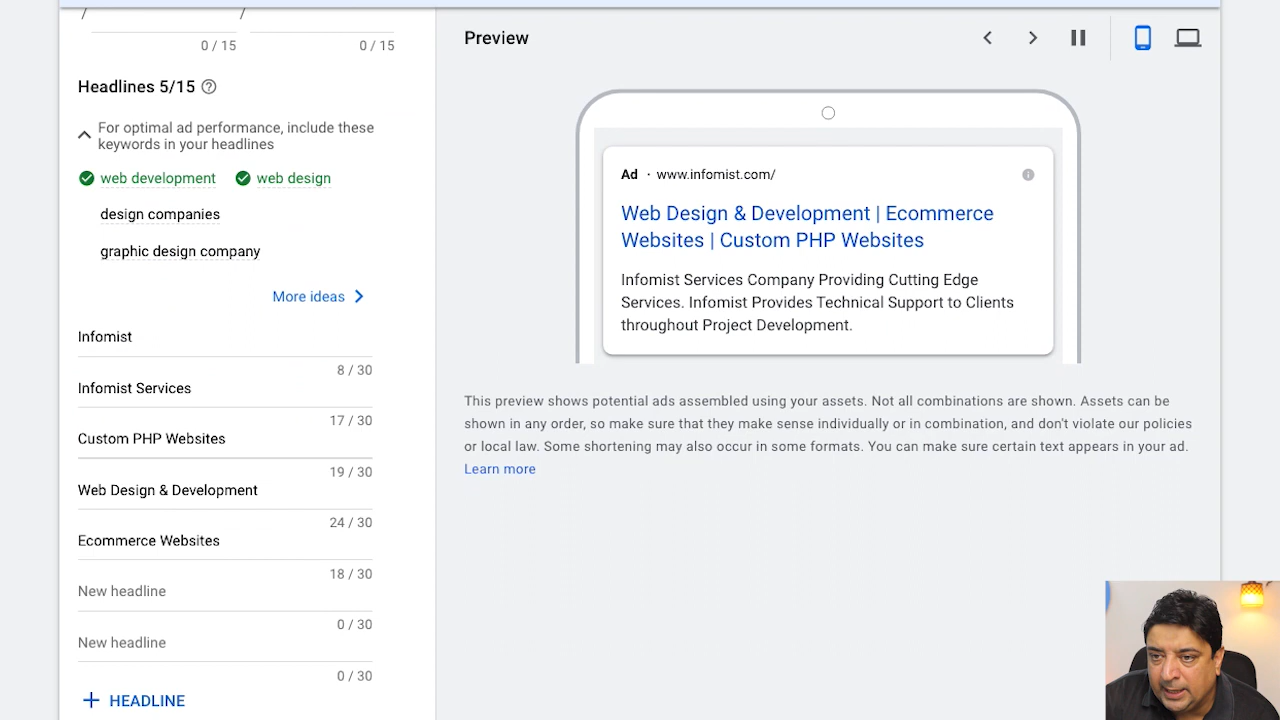 / /
0 / 15 0 / 15
Headlines 5/15
For optimal ad performance, include these
keywords in your headlines
web development web design
design companies
graphic design company
More ideas
Infomist
8 / 30
Infomist Services
17 / 30
Custom PHP Websites
19 / 30
Web Design & Development
24 / 30
Ecommerce Websites
18 / 30
New headline
0 / 30
New headline
0 / 30
+ HEADLINE
Preview
Ad · www.infomist.com/
Web Design & Development | Ecommerce
Websites | Custom PHP Websites
Infomist Services Company Providing Cutting Edge
Services. Infomist Provides Technical Support to Clients
throughout Project Development.
This preview shows potential ads assembled using your assets. Not all combinations are shown. Assets can be
shown in any order, so make sure that they make sense individually or in combination, and don't violate our policies
or local law. Some shortening may also occur in some formats. You can make sure certain text appears in your ad.
Learn more